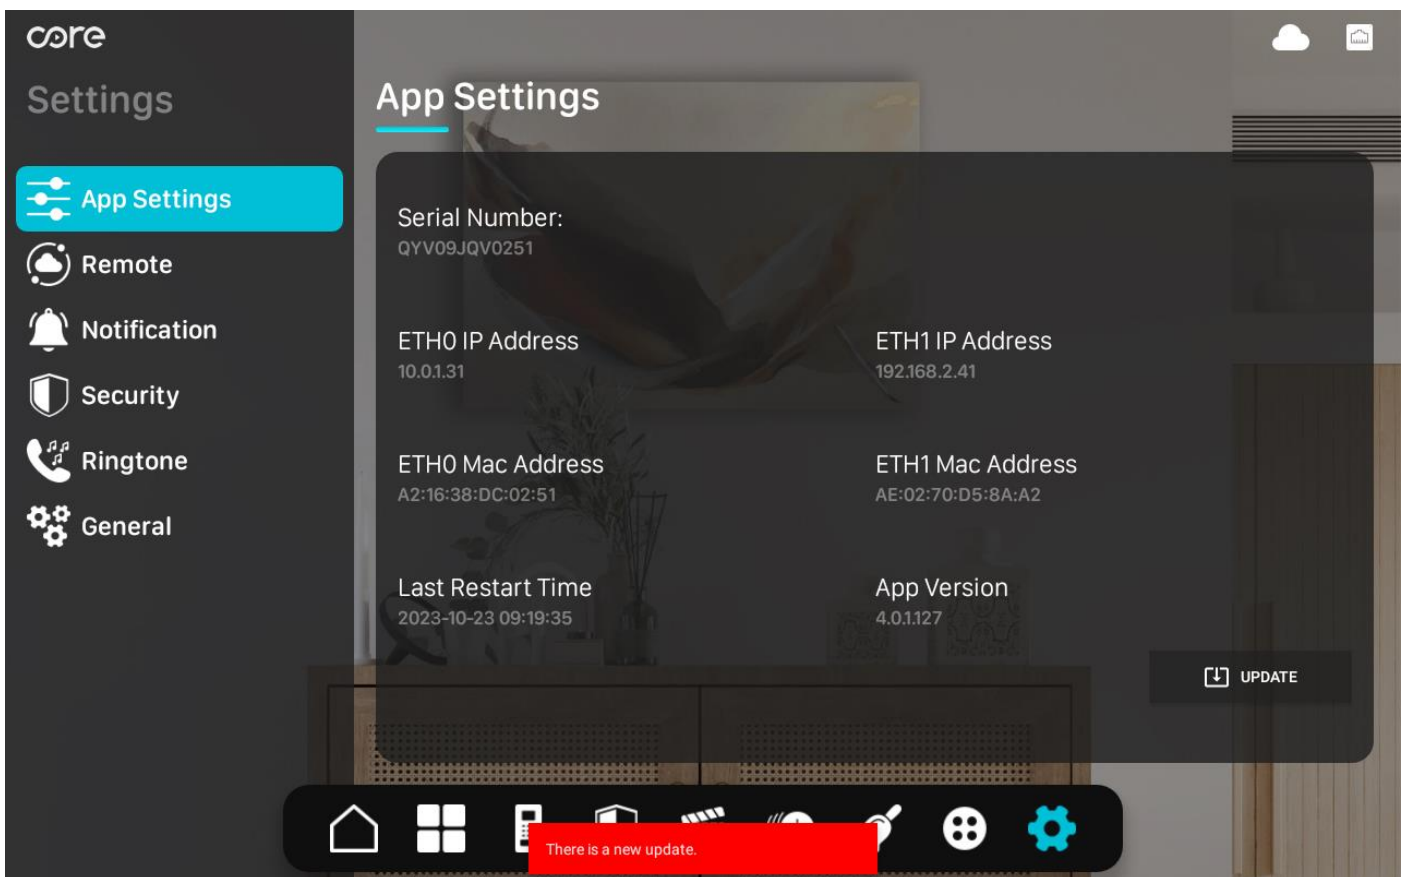 core
Settings
App Settings
Remote
Notification
Security
Ringtone
General
App Settings
Serial Number:
QYV09JQV0251
ETH0 IP Address
10.0.1.31
ETH1 IP Address
192.168.2.41
ETH0 Mac Address
A2:16:38:DC:02:51
ETH1 Mac Address
AE:02:70:D5:8A:A2
Last Restart Time
2023-10-23 09:19:35
App Version
4.0.1.127
UPDATE
There is a new update.